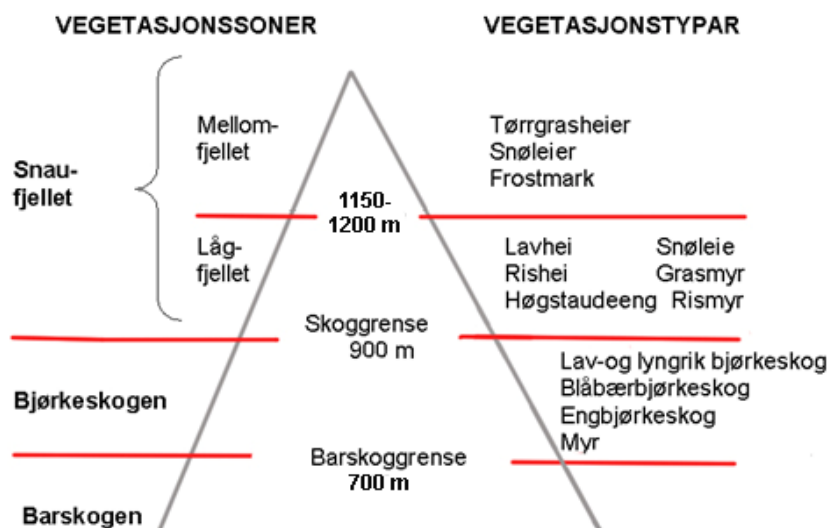 VEGETASJONSSONER
VEGETASJONSTYPAR
Mellom-
fjellet
Tørrgrasheier
Snøleier
Frostmark
Snau-
fjellet
1150-
1200 m
Låg-
fjellet
Lavhei Snøleie
Rishei Grasmyr
Høgstaudeeng Rismyr
Skoggrense
900 m
Lav-og lyngrik bjørkeskog
Blåbærbjørkeskog
Engbjørkeskog
Myr
Bjørkeskogen
Barskoggrense
700 m
Barskogen